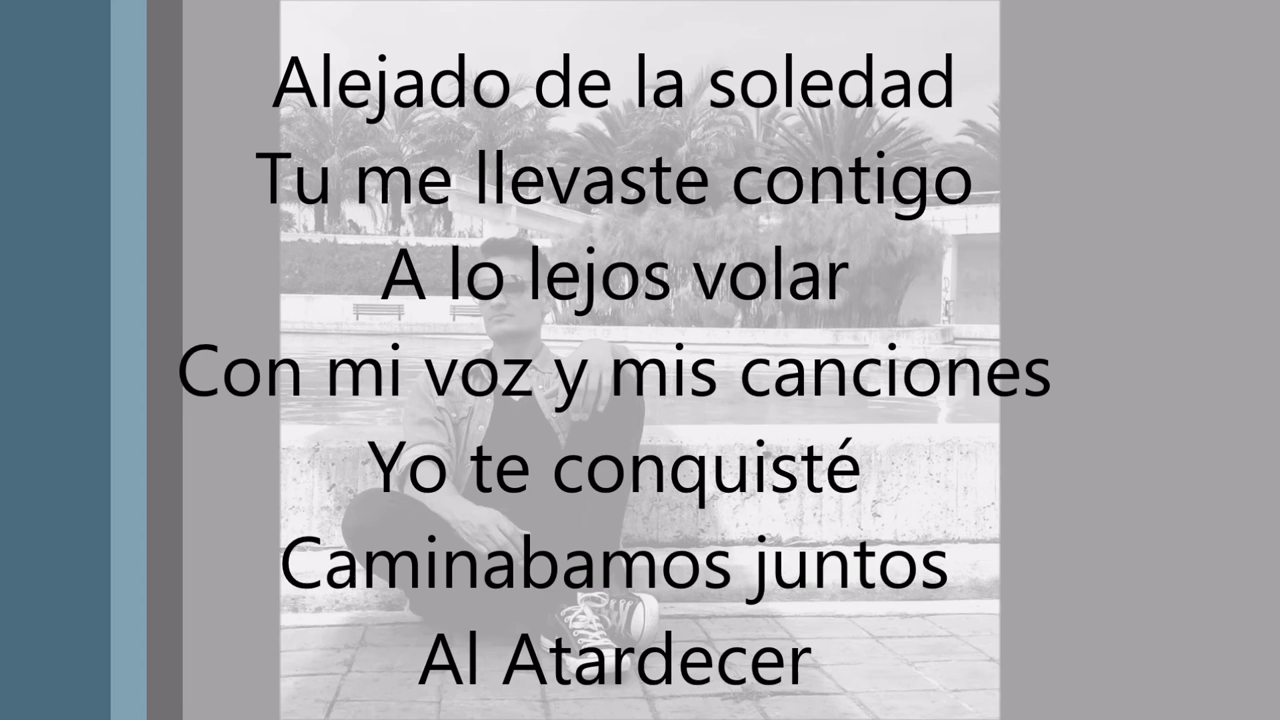 Alejado de la soledad
Tu me llevaste contigo
A lo lejos volar
Con mi voz y mis canciones
Yo te conquisté
Caminabamos juntos
Al Atardecer